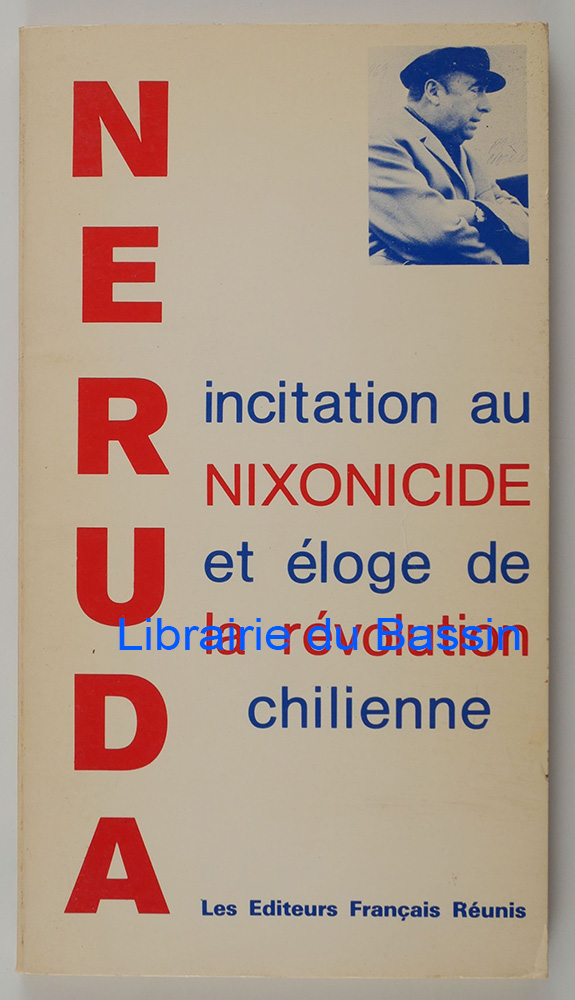 NERUDA
incitation au
NIXONICIDE
et éloge de
la révolution
chilienne
Librairie du Bassin
Les Editeurs Français Réunis